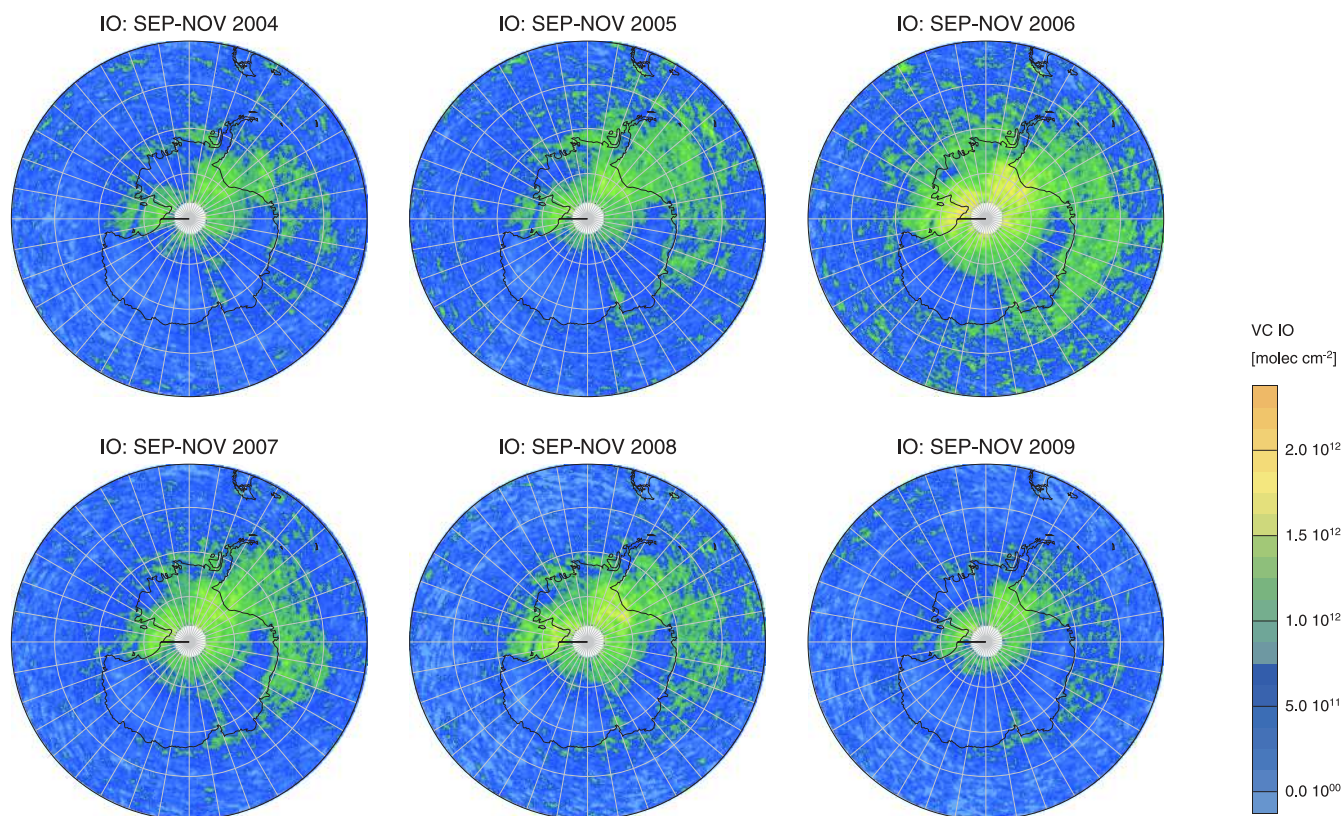 IO: SEP-NOV 2004
IO: SEP-NOV 2005
IO: SEP-NOV 2006
VC IO
[molec cm⁻²]
2.0 10¹²
1.5 10¹²
1.0 10¹²
5.0 10¹¹
0.0 10⁰⁰
IO: SEP-NOV 2007
IO: SEP-NOV 2008
IO: SEP-NOV 2009